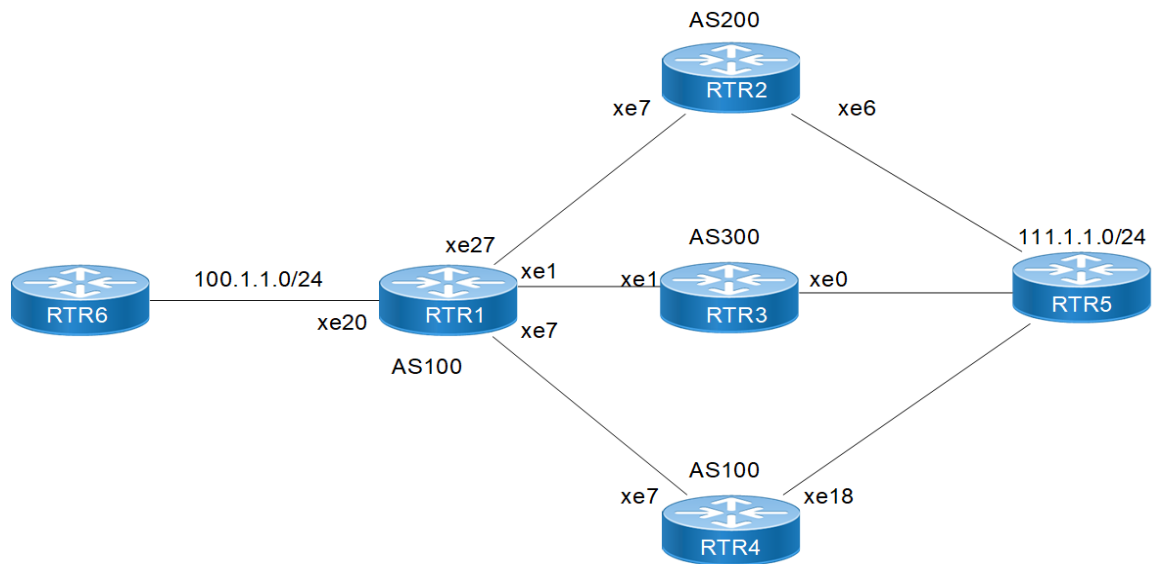 AS200
RTR2
xe7
xe6
xe27
AS300
111.1.1.0/24
100.1.1.0/24
xe1
xe1
xe0
RTR6
RTR1
RTR3
RTR5
xe20
xe7
AS100
AS100
xe7
xe18
RTR4